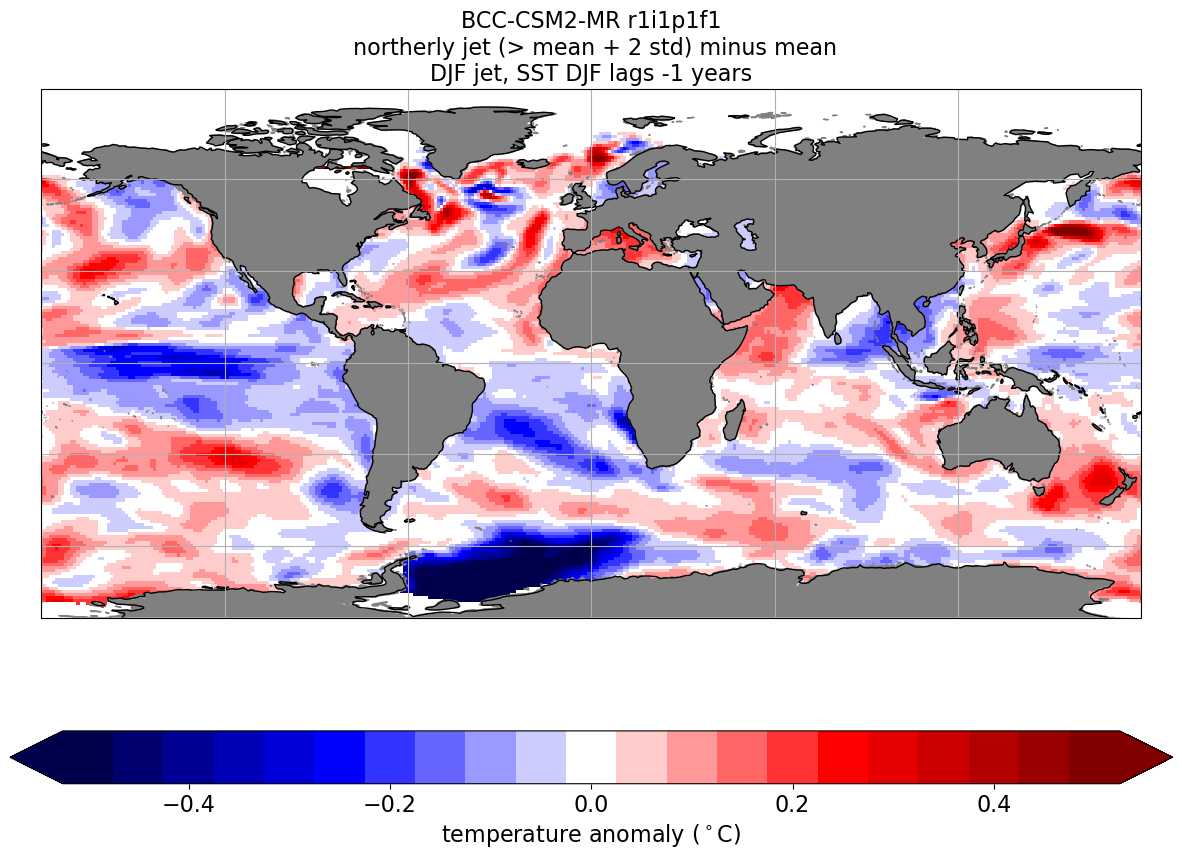 BCC-CSM2-MR r1i1p1f1
northerly jet (> mean + 2 std) minus mean
DJF jet, SST DJF lags -1 years
−0.4 −0.2 0.0 0.2 0.4
temperature anomaly (°C)